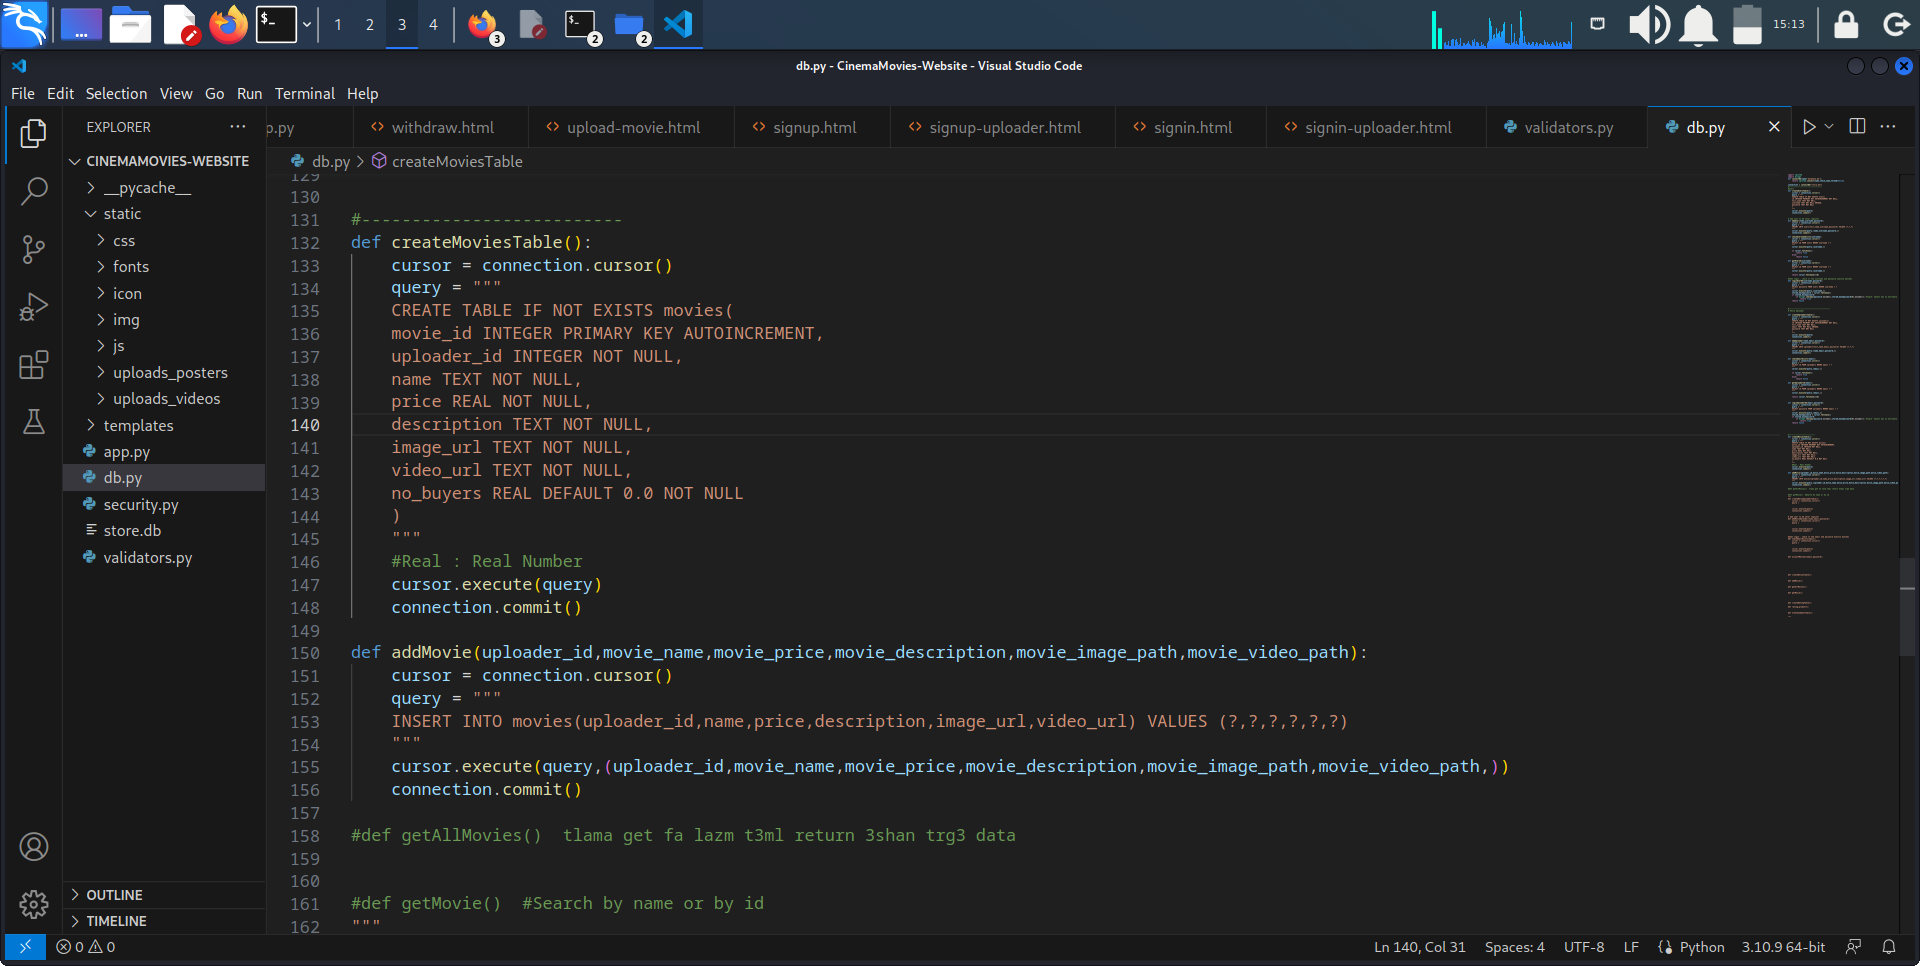 1 2 3 4
3
2
2
15:13
db.py - CinemaMovies-Website - Visual Studio Code
File Edit Selection View Go Run Terminal Help
EXPLORER
p.py withdraw.html upload-movie.html signup.html signup-uploader.html signin.html signin-uploader.html validators.py db.py
CINEMAMOVIES-WEBSITE
__pycache__
static
css
fonts
icon
img
js
uploads_posters
uploads_videos
templates
app.py
db.py
security.py
store.db
validators.py
OUTLINE
TIMELINE
db.py > createMoviesTable
129
130
131 #--------------------------
132 def createMoviesTable():
133 cursor = connection.cursor()
134 query = """
135 CREATE TABLE IF NOT EXISTS movies(
136 movie_id INTEGER PRIMARY KEY AUTOINCREMENT,
137 uploader_id INTEGER NOT NULL,
138 name TEXT NOT NULL,
139 price REAL NOT NULL,
140 description TEXT NOT NULL,
141 image_url TEXT NOT NULL,
142 video_url TEXT NOT NULL,
143 no_buyers REAL DEFAULT 0.0 NOT NULL
144 )
145 """
146 #Real : Real Number
147 cursor.execute(query)
148 connection.commit()
149
150 def addMovie(uploader_id,movie_name,movie_price,movie_description,movie_image_path,movie_video_path):
151 cursor = connection.cursor()
152 query = """
153 INSERT INTO movies(uploader_id,name,price,description,image_url,video_url) VALUES (?,?,?,?,?,?)
154 """
155 cursor.execute(query,(uploader_id,movie_name,movie_price,movie_description,movie_image_path,movie_video_path,))
156 connection.commit()
157
158 #def getAllMovies()  tlama get fa lazm t3ml return 3shan trg3 data
159
160
161 #def getMovie()  #Search by name or by id
162 """
0 0
Ln 140, Col 31 Spaces: 4 UTF-8 LF Python 3.10.9 64-bit